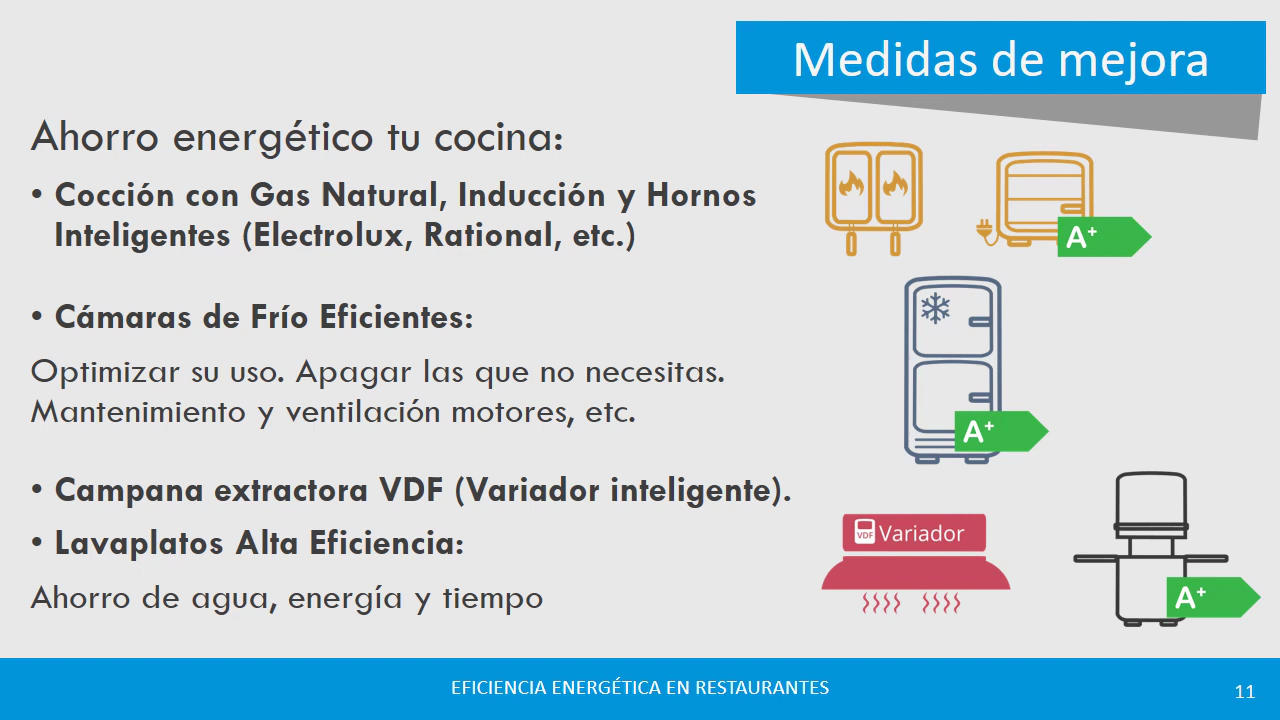 Medidas de mejora
Ahorro energético tu cocina:
• Cocción con Gas Natural, Inducción y Hornos
Inteligentes (Electrolux, Rational, etc.)
A+
• Cámaras de Frío Eficientes:
Optimizar su uso. Apagar las que no necesitas.
Mantenimiento y ventilación motores, etc.
A+
• Campana extractora VDF (Variador inteligente).
• Lavaplatos Alta Eficiencia:
Ahorro de agua, energía y tiempo
VDF Variador
A+
EFICIENCIA ENERGÉTICA EN RESTAURANTES
11